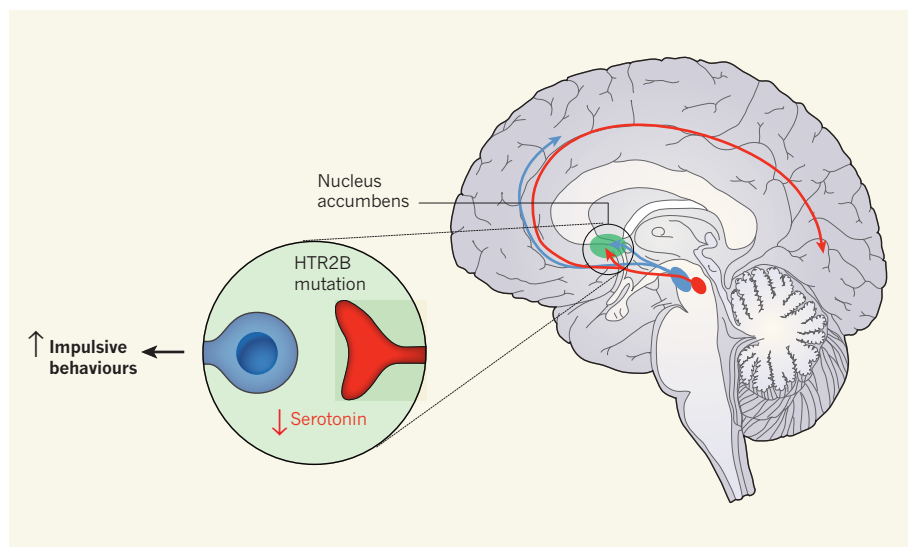 Nucleus
accumbens
HTR2B
mutation
↑ Impulsive
behaviours
↓ Serotonin